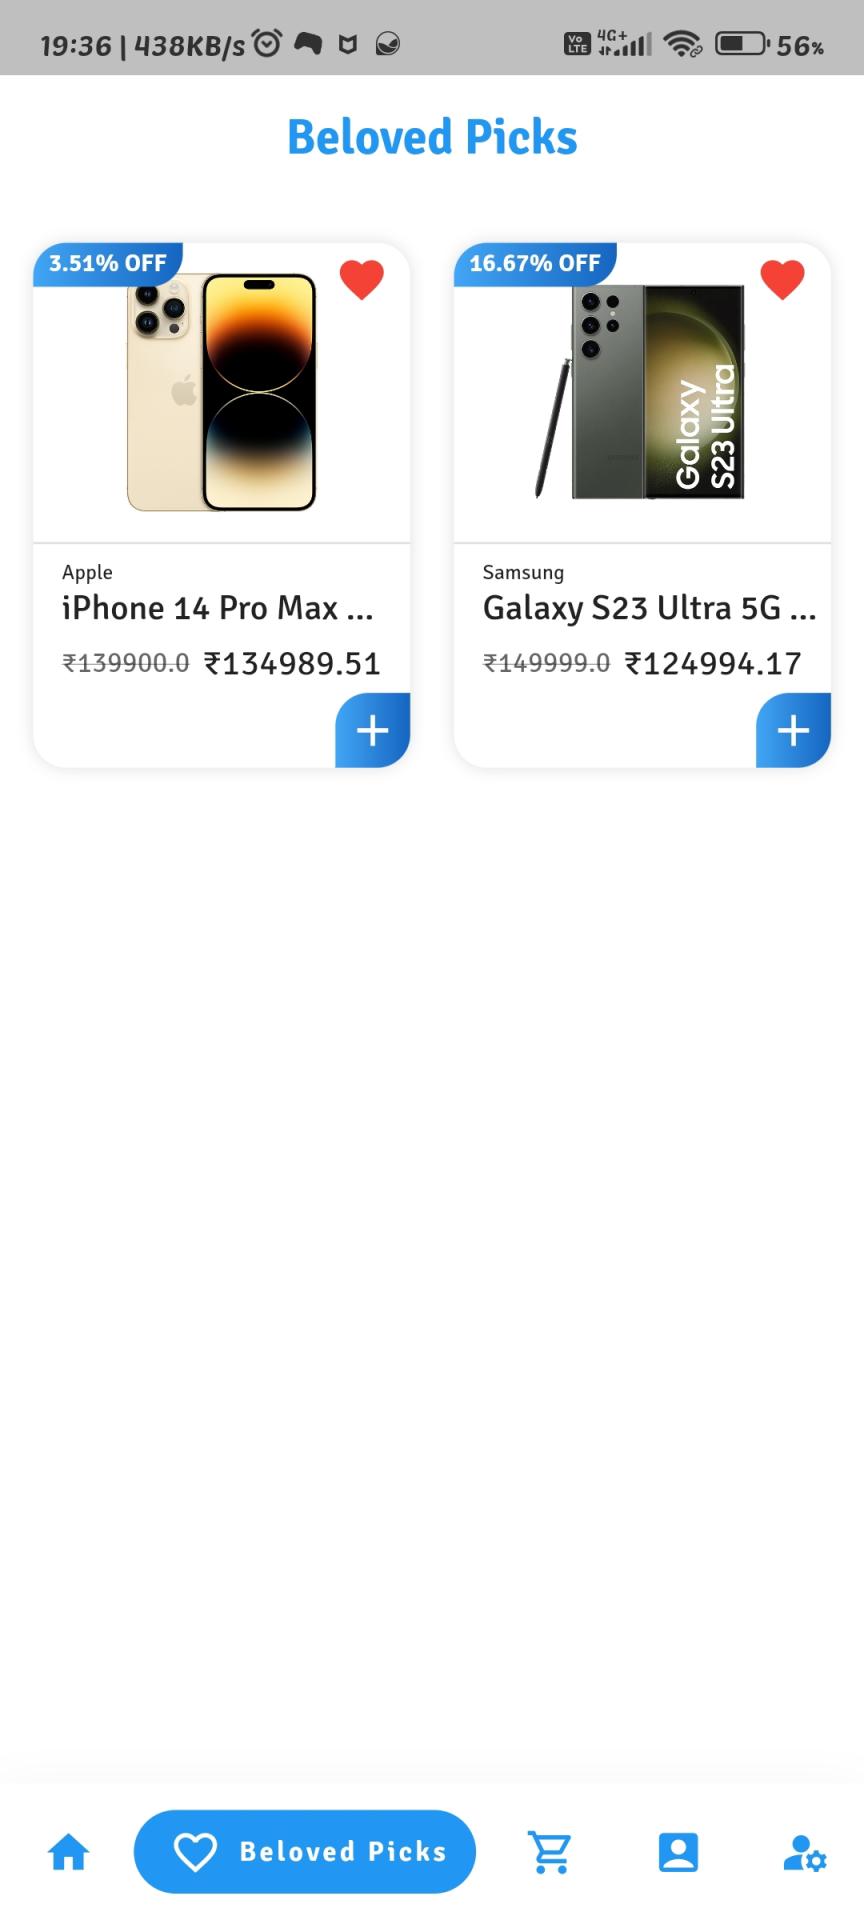 19:36 | 438KB/s Vo LTE 4G+ 56%
Beloved Picks
3.51% OFF
Apple
iPhone 14 Pro Max ...
₹139900.0 ₹134989.51
16.67% OFF
Galaxy
S23 Ultra
Samsung
Galaxy S23 Ultra 5G ...
₹149999.0 ₹124994.17
Beloved Picks